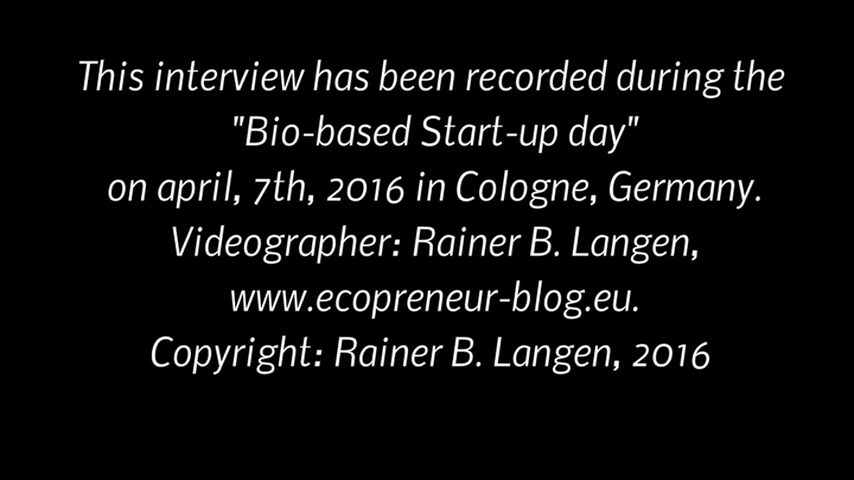 This interview has been recorded during the
"Bio-based Start-up day"
on april, 7th, 2016 in Cologne, Germany.
Videographer: Rainer B. Langen,
www.ecopreneur-blog.eu.
Copyright: Rainer B. Langen, 2016